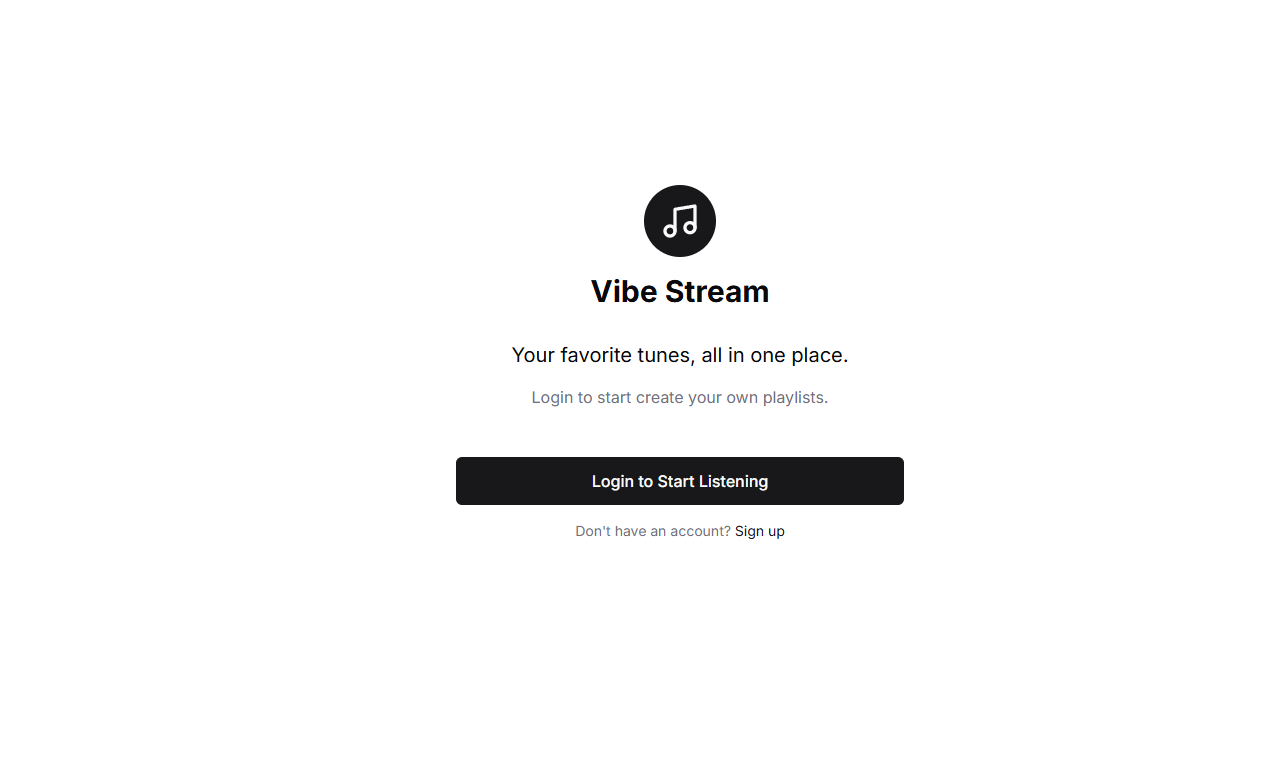 Vibe Stream
Your favorite tunes, all in one place.
Login to start create your own playlists.
Login to Start Listening
Don't have an account? Sign up